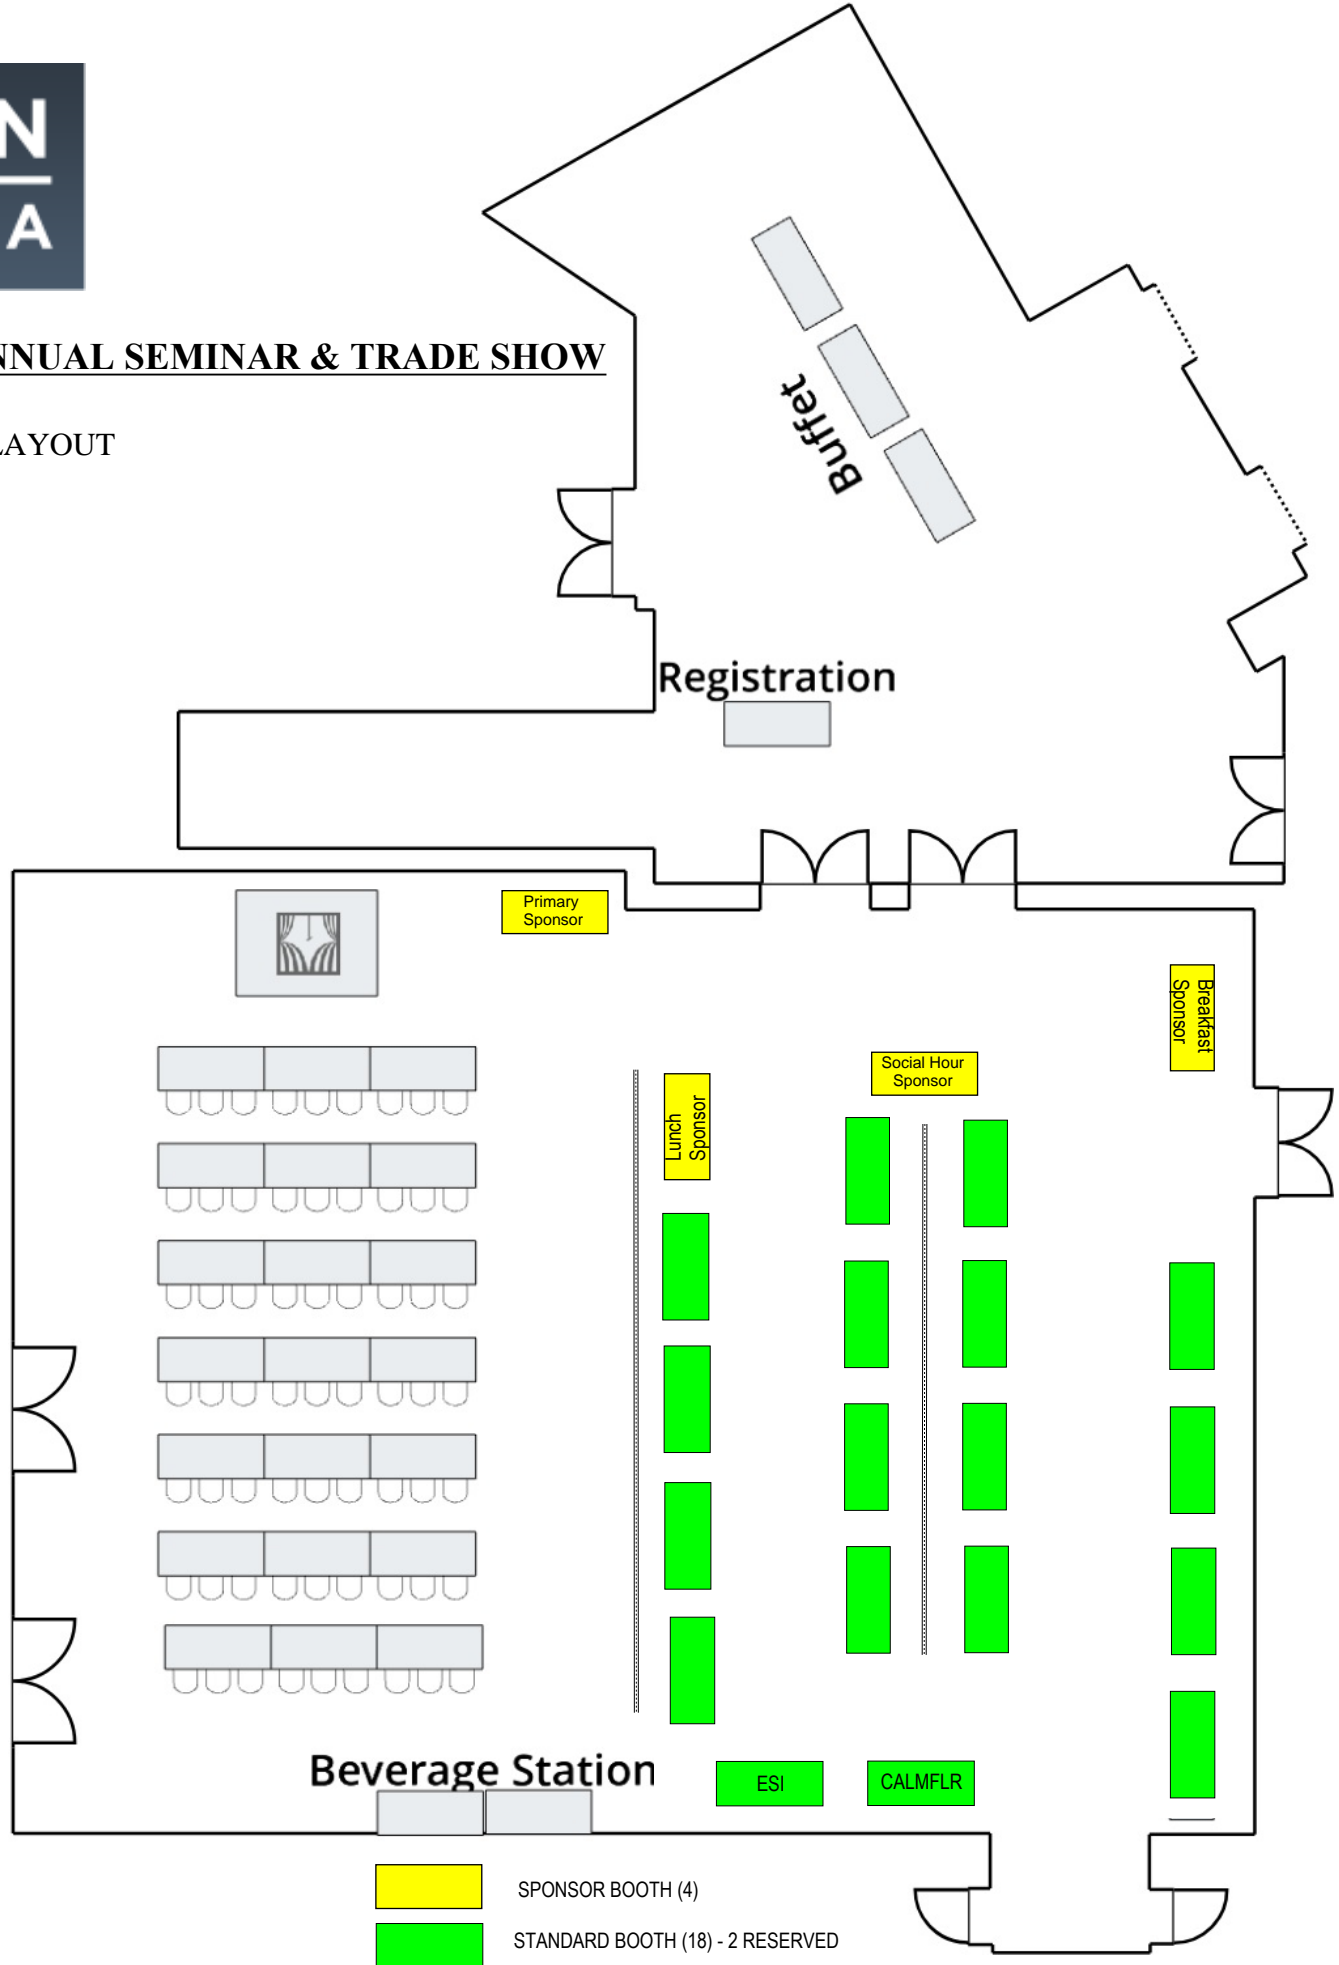 N
A
NNUAL SEMINAR & TRADE SHOW
LAYOUT
Buffet
Registration
Primary
Sponsor
Breakfast
Sponsor
Social Hour
Sponsor
Lunch
Sponsor
Beverage Station
ESI
CALMFLR
SPONSOR BOOTH (4)
STANDARD BOOTH (18) - 2 RESERVED